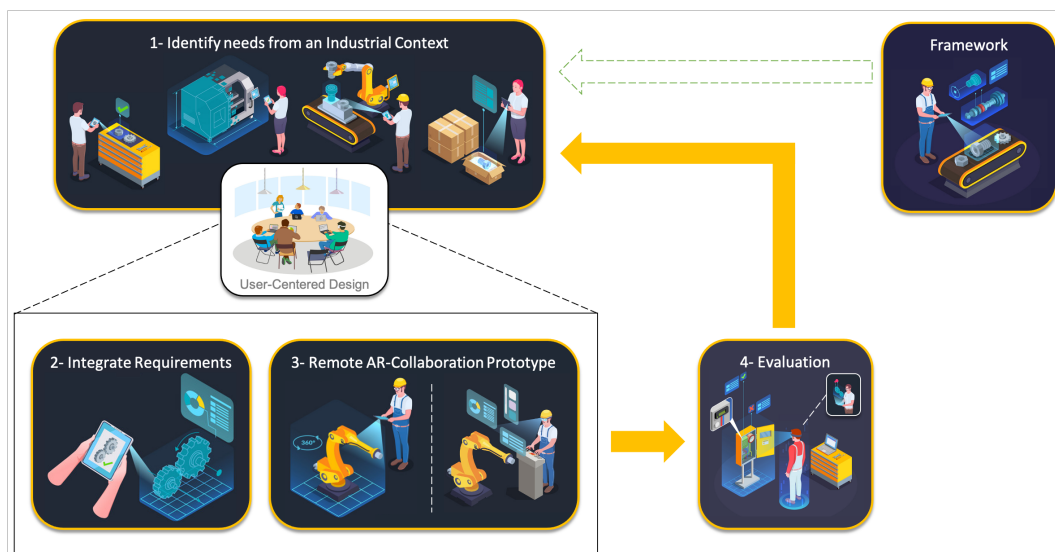 1- Identify needs from an Industrial Context
Framework
User-Centered Design
2- Integrate Requirements
3- Remote AR-Collaboration Prototype
360°
4- Evaluation